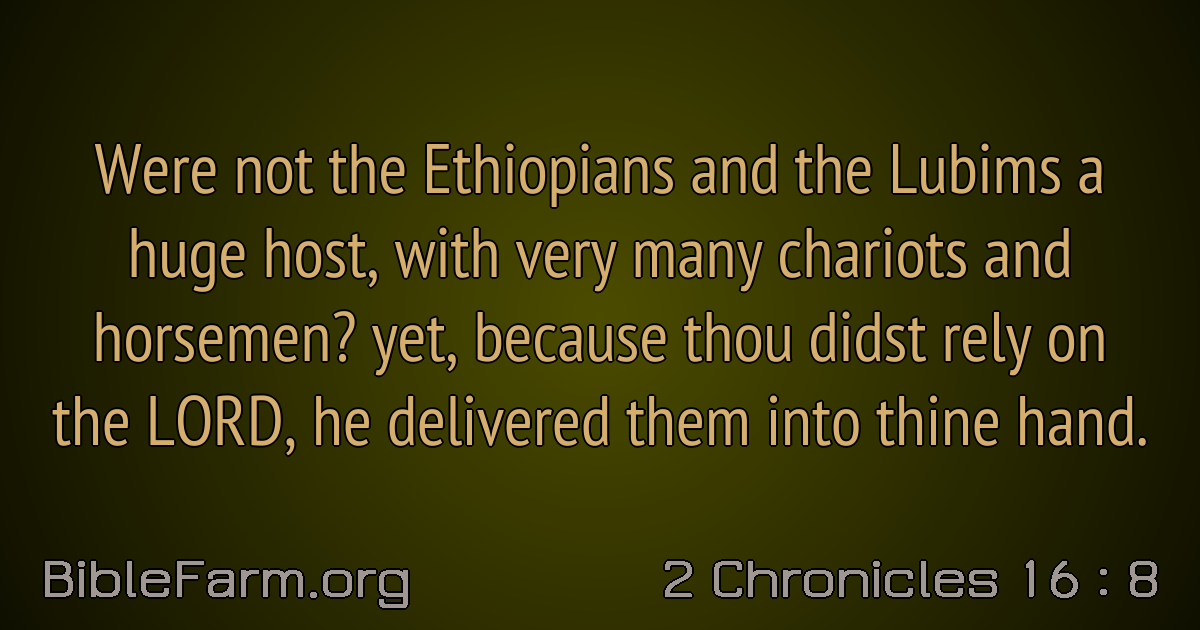 Were not the Ethiopians and the Lubims a
huge host, with very many chariots and
horsemen? yet, because thou didst rely on
the LORD, he delivered them into thine hand.
BibleFarm.org
2 Chronicles 16 : 8